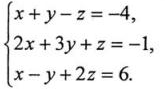 x + y − z = −4,
2x + 3y + z = −1,
x − y + 2z = 6.